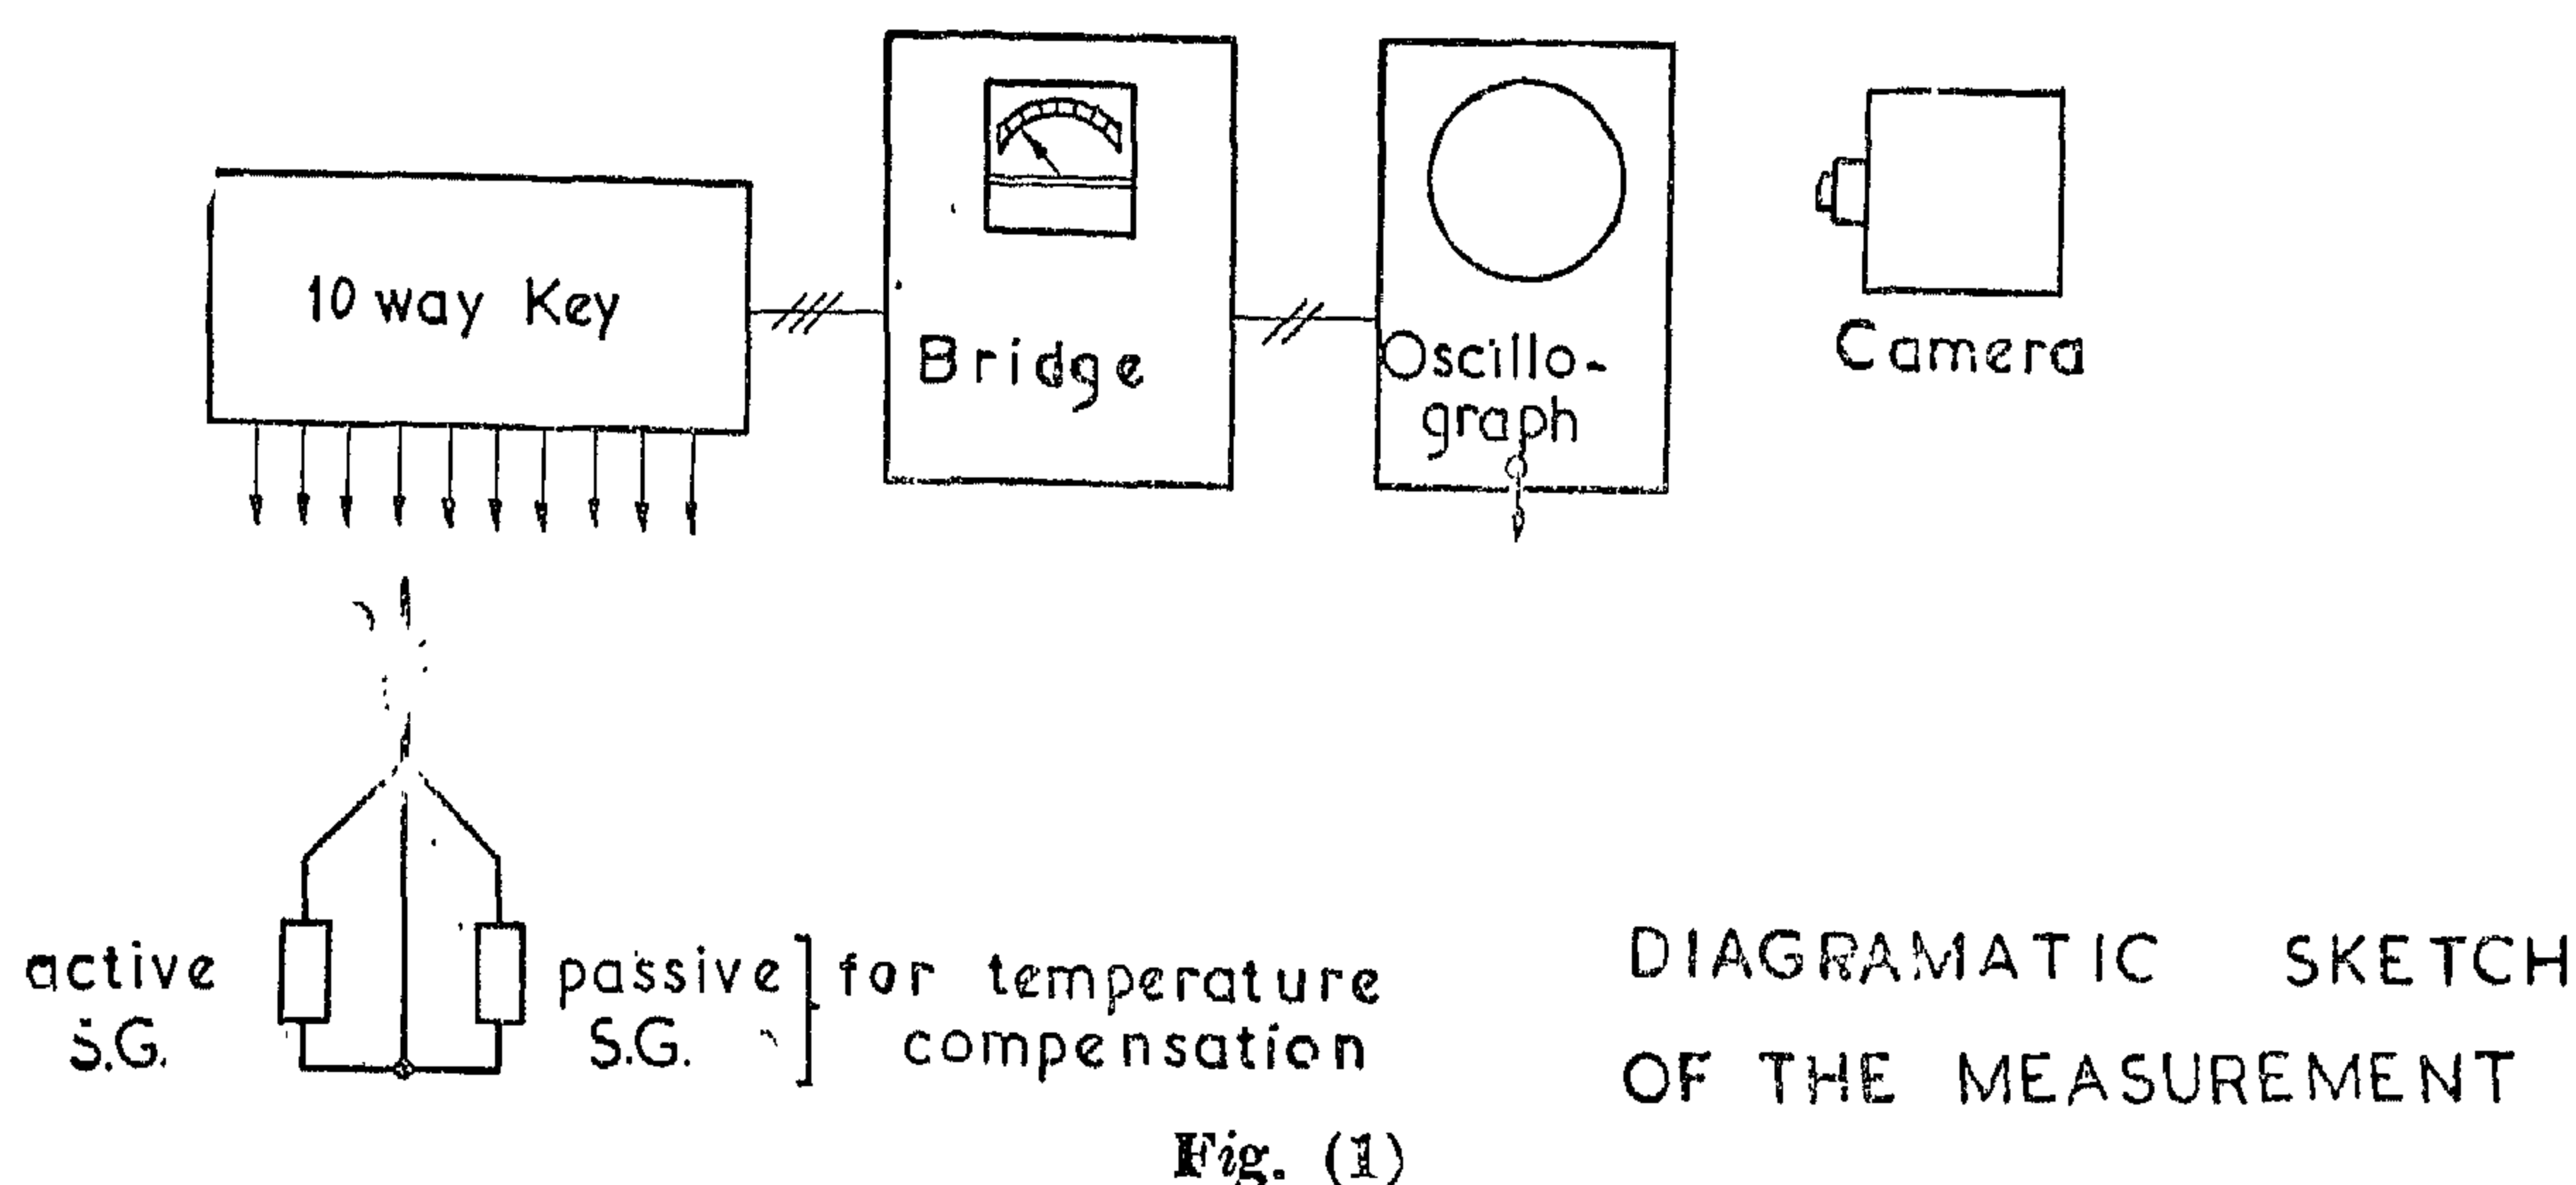 10 way Key
Bridge
Oscillo-
graph
Camera
active
S.G.
passive
S.G.
for temperature
compensation
DIAGRAMATIC SKETCH
OF THE MEASUREMENT
Fig. (1)